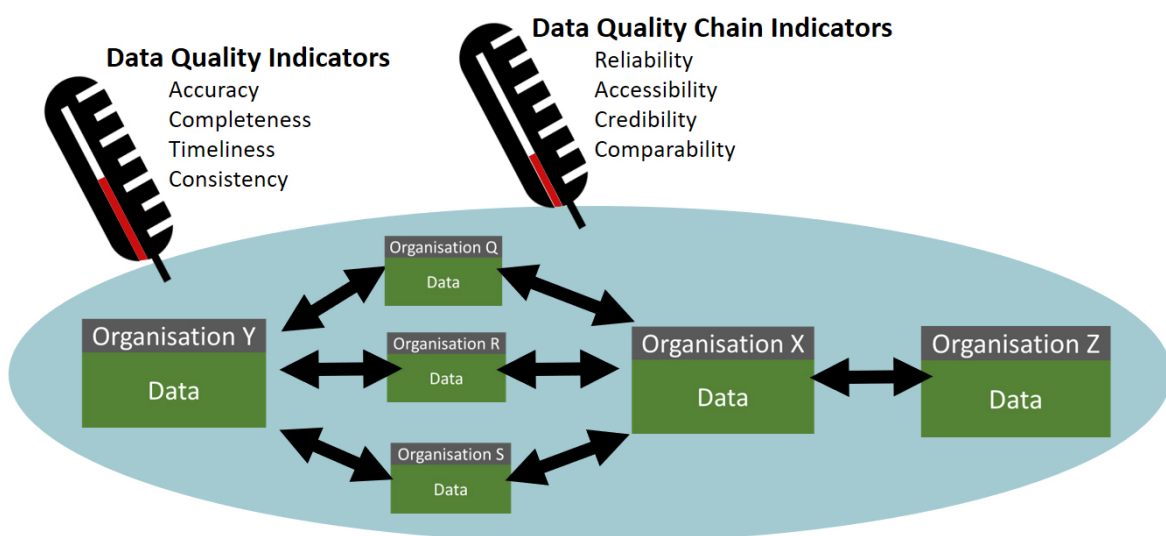 Data Quality Indicators
Accuracy
Completeness
Timeliness
Consistency
Data Quality Chain Indicators
Reliability
Accessibility
Credibility
Comparability
Organisation Y
Data
Organisation Q
Data
Organisation R
Data
Organisation S
Data
Organisation X
Data
Organisation Z
Data